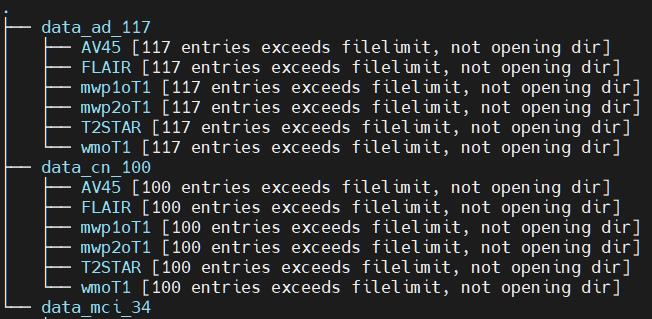 .
├── data_ad_117
│   ├── AV45 [117 entries exceeds filelimit, not opening dir]
│   ├── FLAIR [117 entries exceeds filelimit, not opening dir]
│   ├── mwp1oT1 [117 entries exceeds filelimit, not opening dir]
│   ├── mwp2oT1 [117 entries exceeds filelimit, not opening dir]
│   ├── T2STAR [117 entries exceeds filelimit, not opening dir]
│   └── wmoT1 [117 entries exceeds filelimit, not opening dir]
├── data_cn_100
│   ├── AV45 [100 entries exceeds filelimit, not opening dir]
│   ├── FLAIR [100 entries exceeds filelimit, not opening dir]
│   ├── mwp1oT1 [100 entries exceeds filelimit, not opening dir]
│   ├── mwp2oT1 [100 entries exceeds filelimit, not opening dir]
│   ├── T2STAR [100 entries exceeds filelimit, not opening dir]
│   └── wmoT1 [100 entries exceeds filelimit, not opening dir]
└── data_mci_34